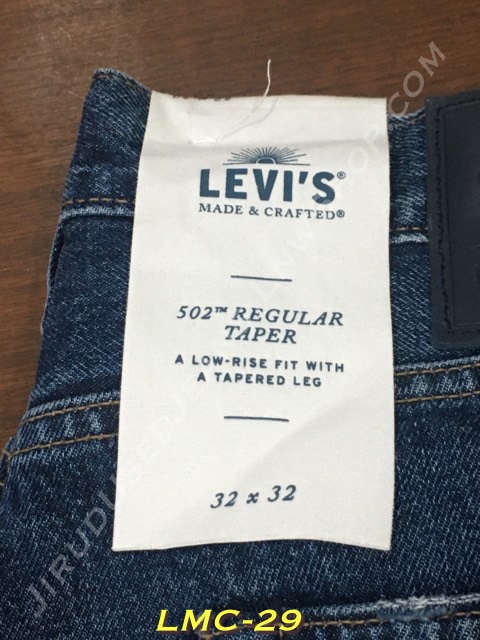 LEVI'S®
MADE & CRAFTED®
502™ REGULAR
TAPER
A LOW-RISE FIT WITH
A TAPERED LEG
32 x 32
LMC-29